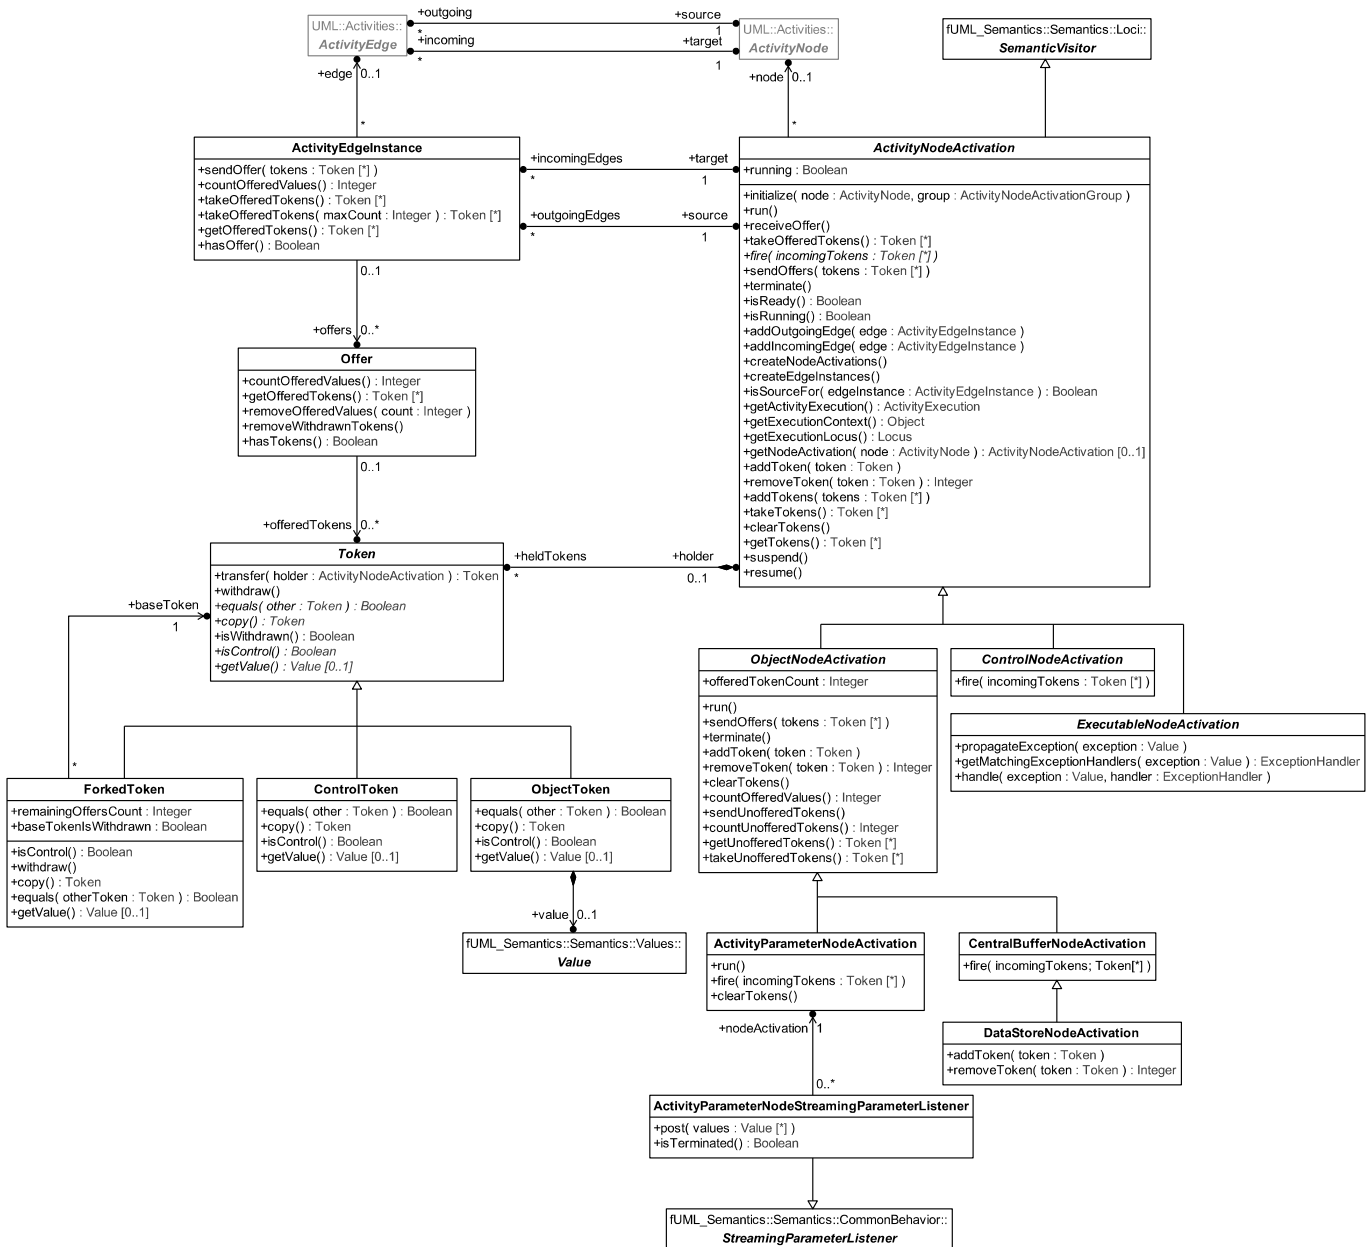 +outgoing
+source
*
1
+incoming
+target
*
1
UML::Activities::
ActivityEdge
UML::Activities::
ActivityNode
fUML_Semantics::Semantics::Loci::
SemanticVisitor
+edge
0..1
*
+node
0..1
*
ActivityEdgeInstance
+sendOffer( tokens : Token [*] )
+countOfferedValues() : Integer
+takeOfferedTokens() : Token [*]
+takeOfferedTokens( maxCount : Integer ) : Token [*]
+getOfferedTokens() : Token [*]
+hasOffer() : Boolean
+incomingEdges
+target
*
1
+outgoingEdges
+source
*
1
ActivityNodeActivation
+running : Boolean
+initialize( node : ActivityNode, group : ActivityNodeActivationGroup )
+run()
+receiveOffer()
+takeOfferedTokens() : Token [*]
+fire( incomingTokens : Token [*] )
+sendOffers( tokens : Token [*] )
+terminate()
+isReady() : Boolean
+isRunning() : Boolean
+addOutgoingEdge( edge : ActivityEdgeInstance )
+addIncomingEdge( edge : ActivityEdgeInstance )
+createNodeActivations()
+createEdgeInstances()
+isSourceFor( edgeInstance : ActivityEdgeInstance ) : Boolean
+getActivityExecution() : ActivityExecution
+getExecutionContext() : Object
+getExecutionLocus() : Locus
+getNodeActivation( node : ActivityNode ) : ActivityNodeActivation [0..1]
+addToken( token : Token )
+removeToken( token : Token ) : Integer
+addTokens( tokens : Token [*] )
+takeTokens() : Token [*]
+clearTokens()
+getTokens() : Token [*]
+suspend()
+resume()
0..1
+offers
0..*
Offer
+countOfferedValues() : Integer
+getOfferedTokens() : Token [*]
+removeOfferedValues( count : Integer )
+removeWithdrawnTokens()
+hasTokens() : Boolean
0..1
+offeredTokens
0..*
Token
+transfer( holder : ActivityNodeActivation ) : Token
+withdraw()
+equals( other : Token ) : Boolean
+copy() : Token
+isWithdrawn() : Boolean
+isControl() : Boolean
+getValue() : Value [0..1]
+heldTokens
+holder
*
0..1
+baseToken
1
*
ForkedToken
+remainingOffersCount : Integer
+baseTokenIsWithdrawn : Boolean
+isControl() : Boolean
+withdraw()
+copy() : Token
+equals( otherToken : Token ) : Boolean
+getValue() : Value [0..1]
ControlToken
+equals( other : Token ) : Boolean
+copy() : Token
+isControl() : Boolean
+getValue() : Value [0..1]
ObjectToken
+equals( other : Token ) : Boolean
+copy() : Token
+isControl() : Boolean
+getValue() : Value [0..1]
+value
0..1
fUML_Semantics::Semantics::Values::
Value
ObjectNodeActivation
+offeredTokenCount : Integer
+run()
+sendOffers( tokens : Token [*] )
+terminate()
+addToken( token : Token )
+removeToken( token : Token ) : Integer
+clearTokens()
+countOfferedValues() : Integer
+sendUnofferedTokens()
+countUnofferedTokens() : Integer
+getUnofferedTokens() : Token [*]
+takeUnofferedTokens() : Token [*]
ControlNodeActivation
+fire( incomingTokens : Token [*] )
ExecutableNodeActivation
+propagateException( exception : Value )
+getMatchingExceptionHandlers( exception : Value ) : ExceptionHandler
+handle( exception : Value, handler : ExceptionHandler )
ActivityParameterNodeActivation
+run()
+fire( incomingTokens : Token [*] )
+clearTokens()
CentralBufferNodeActivation
+fire( incomingTokens; Token[*] )
DataStoreNodeActivation
+addToken( token : Token )
+removeToken( token : Token ) : Integer
+nodeActivation
1
0..*
ActivityParameterNodeStreamingParameterListener
+post( values : Value [*] )
+isTerminated() : Boolean
fUML_Semantics::Semantics::CommonBehavior::
StreamingParameterListener